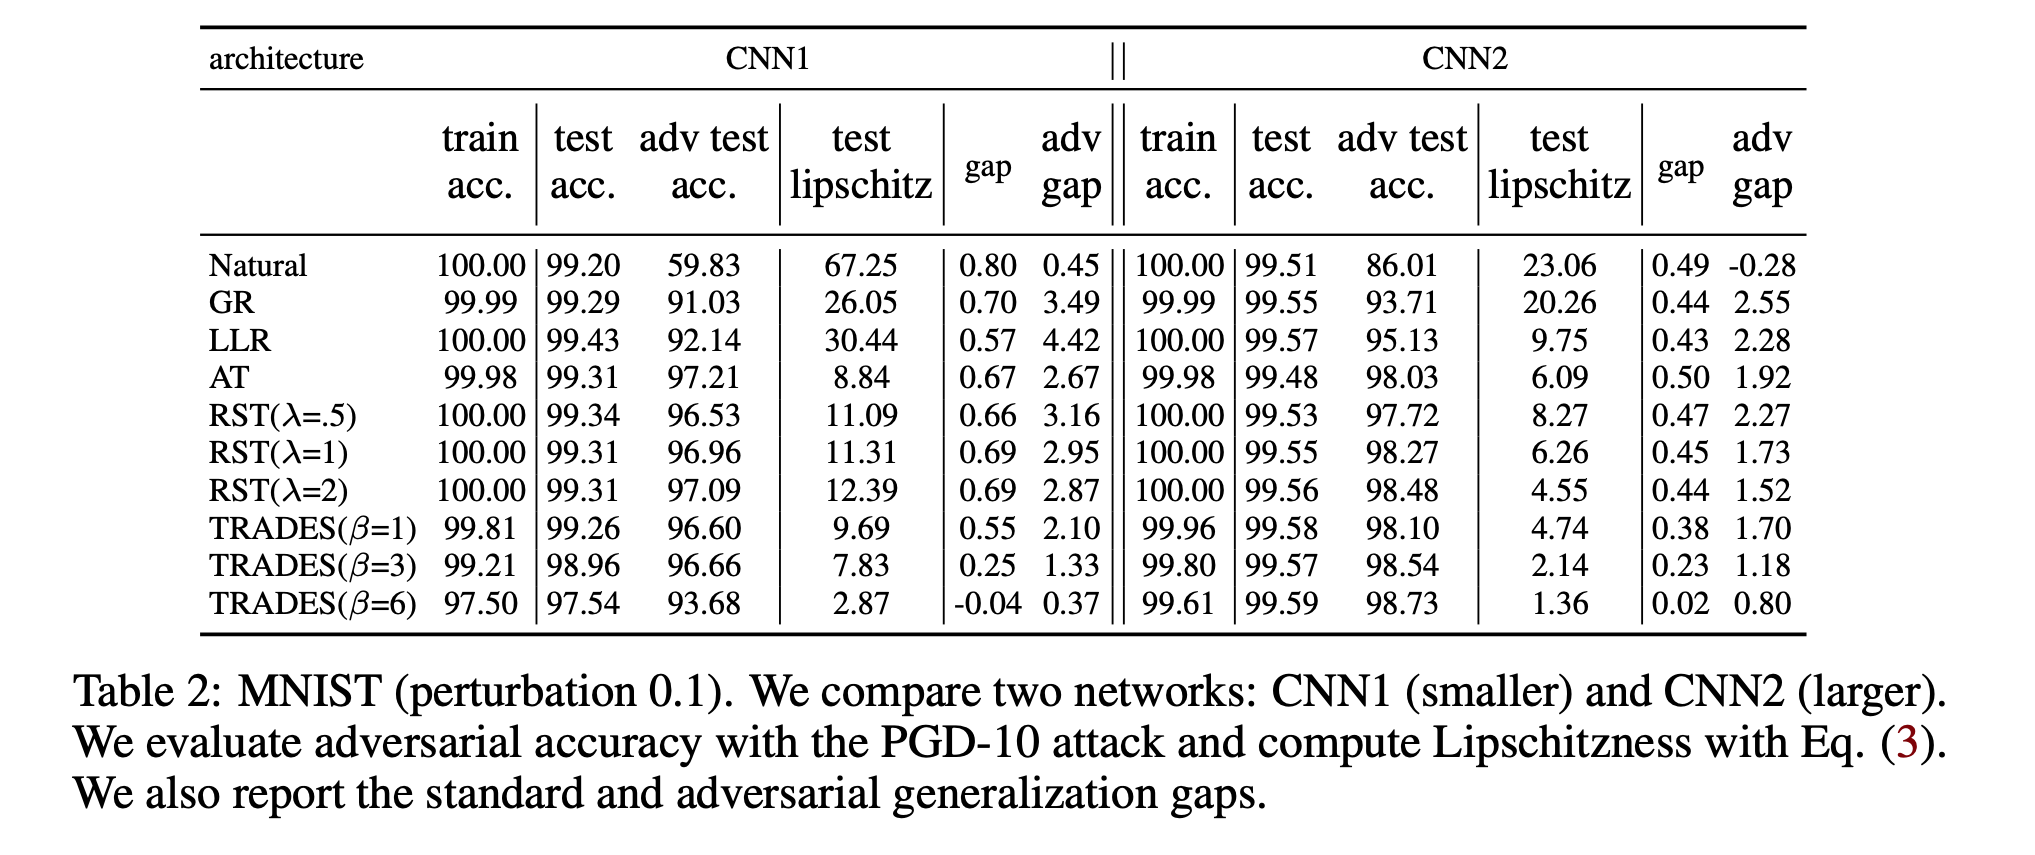 architecture CNN1 CNN2
train acc. test acc. adv test acc. test lipschitz gap adv gap train acc. test acc. adv test acc. test lipschitz gap adv gap
Natural 100.00 99.20 59.83 67.25 0.80 0.45 100.00 99.51 86.01 23.06 0.49 -0.28
GR 99.99 99.29 91.03 26.05 0.70 3.49 99.99 99.55 93.71 20.26 0.44 2.55
LLR 100.00 99.43 92.14 30.44 0.57 4.42 100.00 99.57 95.13 9.75 0.43 2.28
AT 99.98 99.31 97.21 8.84 0.67 2.67 99.98 99.48 98.03 6.09 0.50 1.92
RST(λ=.5) 100.00 99.34 96.53 11.09 0.66 3.16 100.00 99.53 97.72 8.27 0.47 2.27
RST(λ=1) 100.00 99.31 96.96 11.31 0.69 2.95 100.00 99.55 98.27 6.26 0.45 1.73
RST(λ=2) 100.00 99.31 97.09 12.39 0.69 2.87 100.00 99.56 98.48 4.55 0.44 1.52
TRADES(β=1) 99.81 99.26 96.60 9.69 0.55 2.10 99.96 99.58 98.10 4.74 0.38 1.70
TRADES(β=3) 99.21 98.96 96.66 7.83 0.25 1.33 99.80 99.57 98.54 2.14 0.23 1.18
TRADES(β=6) 97.50 97.54 93.68 2.87 -0.04 0.37 99.61 99.59 98.73 1.36 0.02 0.80
Table 2: MNIST (perturbation 0.1). We compare two networks: CNN1 (smaller) and CNN2 (larger).
We evaluate adversarial accuracy with the PGD-10 attack and compute Lipschitzness with Eq. (3).
We also report the standard and adversarial generalization gaps.